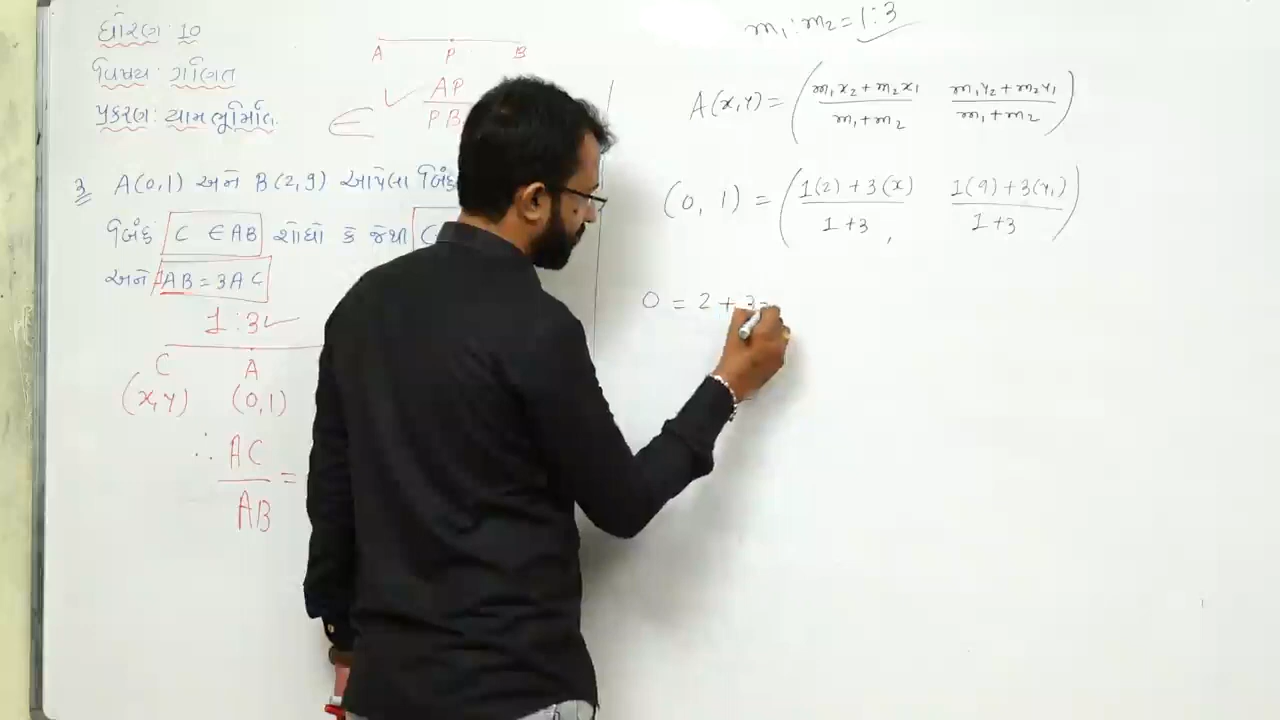 ધોરણ: 10
વિષય: ગણિત
પ્રકરણ: યામ ભૂમિતિ
A P B
AP
PB
∈
3 A(0,1) અને B(2,9) આપેલા
બિંદુ C ∈ AB શોધો કે જેથી C
અને AB = 3AC
1 : 3
C A
(x,y) (0,1)
∴ AC
AB =
m₁:m₂ = 1:3
A(x,y) = ( m₁x₂ + m₂x₁ / m₁+m₂ m₁y₂ + m₂y₁ / m₁+m₂ )
(0, 1) = ( 1(2) + 3(x) / 1+3 , 1(9) + 3(y₁) / 1+3 )
0 = 2 + 3